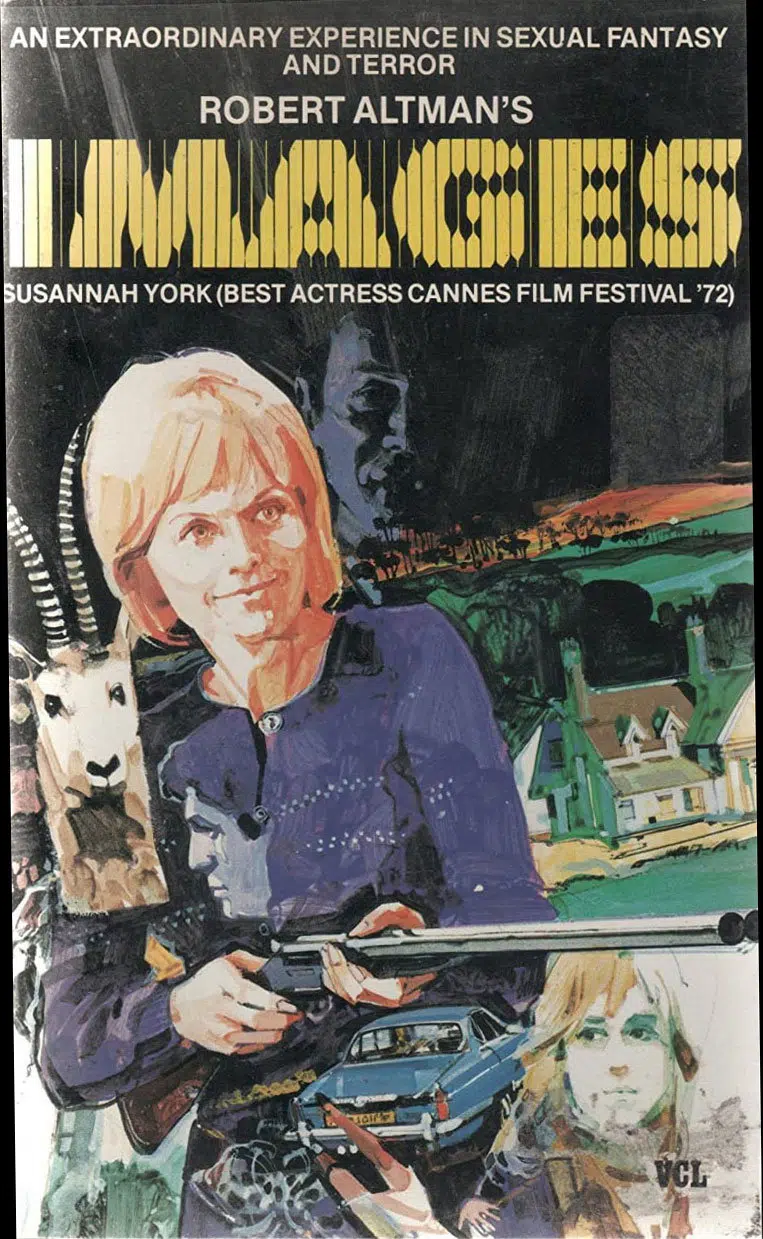 AN EXTRAORDINARY EXPERIENCE IN SEXUAL FANTASY
AND TERROR
ROBERT ALTMAN'S
IMAGES
SUSANNAH YORK (BEST ACTRESS CANNES FILM FESTIVAL '72)
VCL